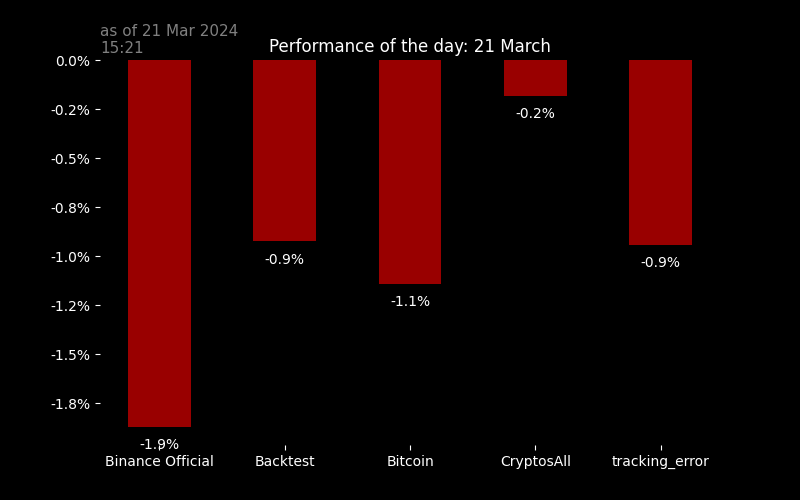 as of 21 Mar 2024
15:21
Performance of the day: 21 March
0.0%
-0.2%
-0.5%
-0.8%
-1.0%
-1.2%
-1.5%
-1.8%
-1.9%
-0.9%
-1.1%
-0.2%
-0.9%
Binance Official
Backtest
Bitcoin
CryptosAll
tracking_error